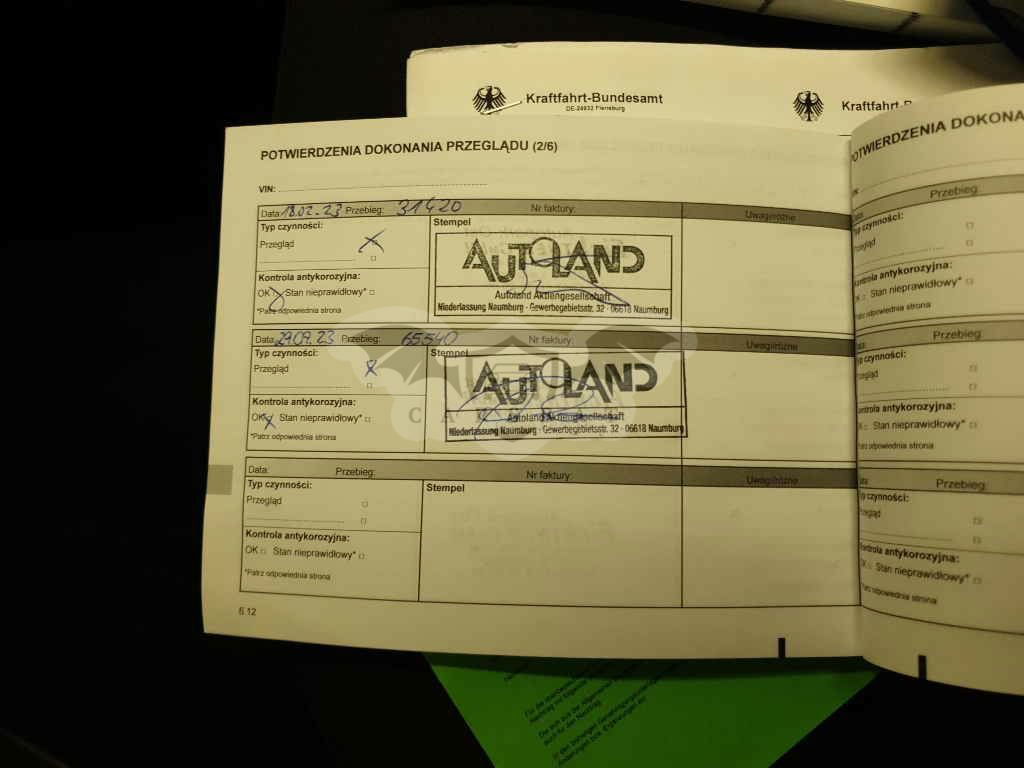 Kraftfahrt-Bundesamt
DE-24932 Flensburg
Kraftfahrt-B
POTWIERDZENIA DOKONANIA PRZEGLĄDU (2/6)
VIN:
Data: 18.02.23 Przebieg: 31420 Nr faktury: Uwagi/różne
Typ czynności:
Przegląd
Kontrola antykorozyjna:
OK Stan nieprawidłowy*
*Patrz odpowiednia strona
Stempel
AUTOLAND
Autoland Aktiengesellschaft
Niederlassung Naumburg - Gewerbegebietsstr. 32 - 06618 Naumburg
Data: 29.09.23 Przebieg: 65540 Nr faktury: Uwagi/różne
Typ czynności:
Przegląd
Kontrola antykorozyjna:
OK Stan nieprawidłowy*
*Patrz odpowiednia strona
Stempel
AUTOLAND
Autoland Aktiengesellschaft
Niederlassung Naumburg - Gewerbegebietsstr. 32 - 06618 Naumburg
Data: Przebieg: Nr faktury: Uwagi/różne
Typ czynności:
Przegląd
Kontrola antykorozyjna:
OK Stan nieprawidłowy*
*Patrz odpowiednia strona
Stempel
6.12
OTWIERDZENIA DOKONA
Przebieg:
Typ czynności:
Przegląd
Kontrola antykorozyjna:
OK Stan nieprawidłowy*
Patrz odpowiednia strona
Przebieg:
Typ czynności:
Przegląd
Kontrola antykorozyjna:
OK Stan nieprawidłowy*
Patrz odpowiednia strona
Przebieg:
Typ czynności:
Przegląd
Kontrola antykorozyjna:
OK Stan nieprawidłowy*
Patrz odpowiednia strona